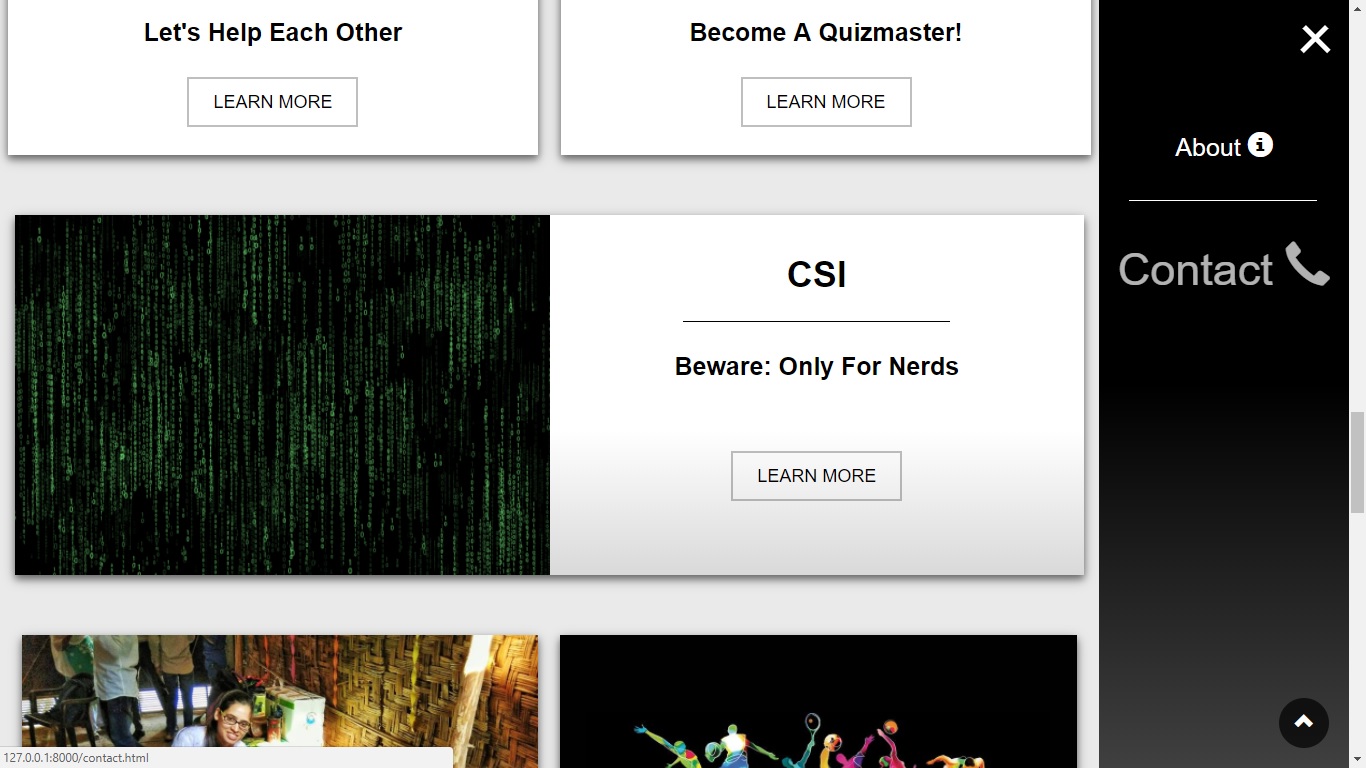 Let's Help Each Other
LEARN MORE
Become A Quizmaster!
LEARN MORE
CSI
Beware: Only For Nerds
LEARN MORE
About
Contact
127.0.0.1:8000/contact.html